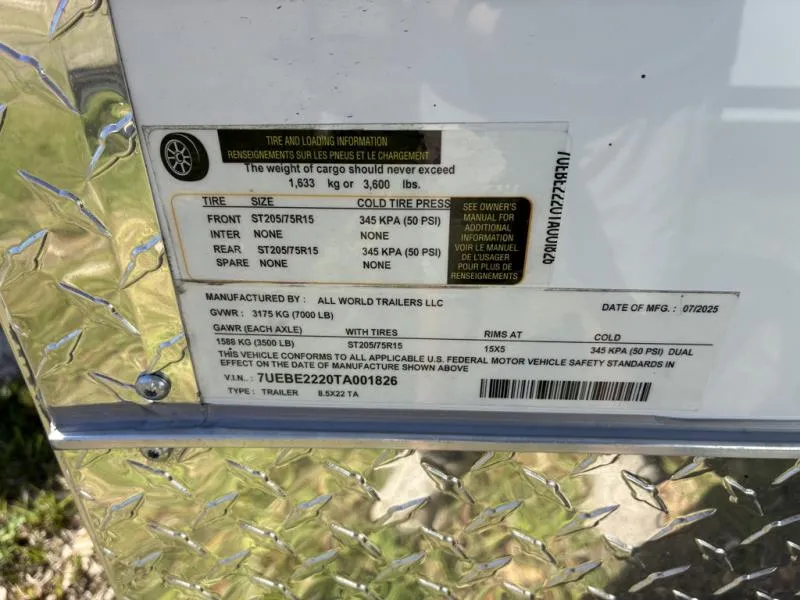 TIRE AND LOADING INFORMATION
RENSEIGNEMENTS SUR LES PNEUS ET LE CHARGEMENT
The weight of cargo should never exceed
1,633 kg or 3,600 lbs.
TIRE SIZE COLD TIRE PRESS
FRONT ST205/75R15 345 KPA (50 PSI)
INTER NONE NONE
REAR ST205/75R15 345 KPA (50 PSI)
SPARE NONE NONE
SEE OWNER'S
MANUAL FOR
ADDITIONAL
INFORMATION
VOIR LE MANUEL
DE L'USAGER
POUR PLUS DE
RENSEIGNEMENTS
7UEBE2220TA001826
MANUFACTURED BY : ALL WORLD TRAILERS LLC DATE OF MFG. : 07/2025
GVWR : 3175 KG (7000 LB)
GAWR (EACH AXLE) WITH TIRES RIMS AT COLD
1588 KG (3500 LB) ST205/75R15 15X5 345 KPA (50 PSI) DUAL
THIS VEHICLE CONFORMS TO ALL APPLICABLE U.S. FEDERAL MOTOR VEHICLE SAFETY STANDARDS IN
EFFECT ON THE DATE OF MANUFACTURE SHOWN ABOVE
V.I.N.. : 7UEBE2220TA001826
TYPE : TRAILER 8.5X22 TA